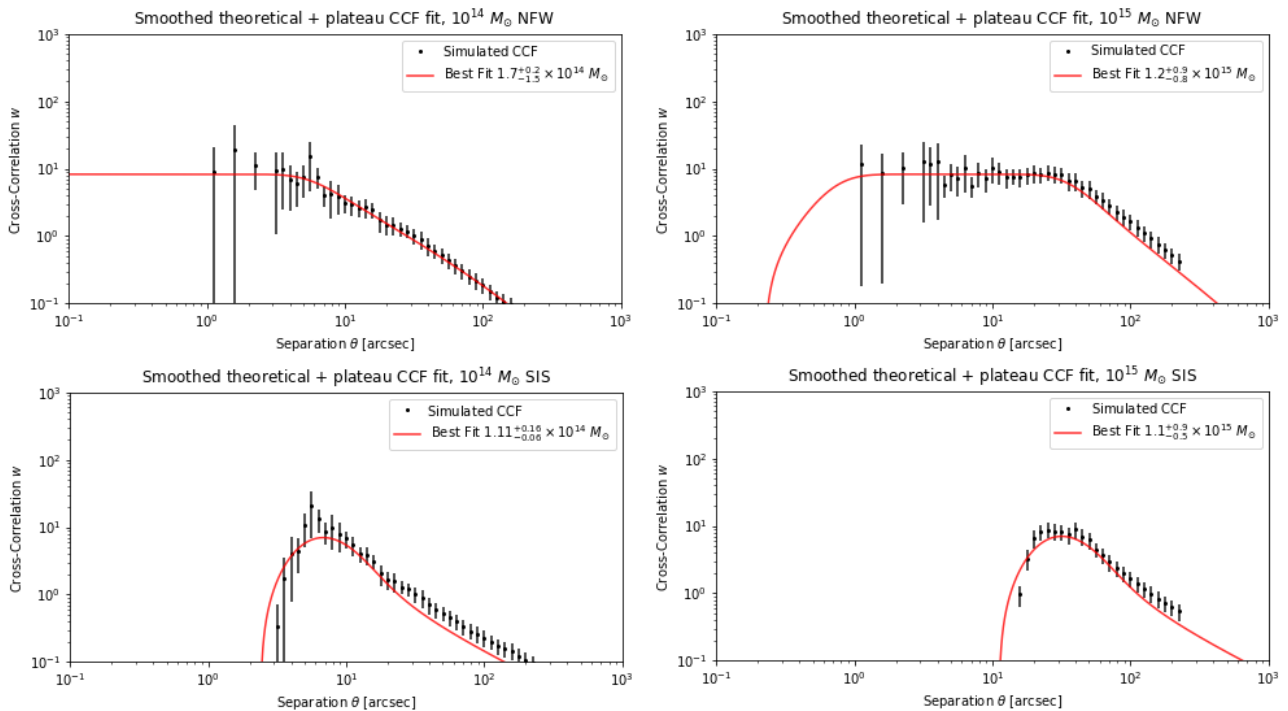 Smoothed theoretical + plateau CCF fit, 10^14 M_⊙ NFW
Cross-Correlation w
10^3
10^2
10^1
10^0
10^-1
Simulated CCF
Best Fit 1.7^+0.2_-1.5 × 10^14 M_⊙
10^-1 10^0 10^1 10^2 10^3
Separation θ [arcsec]
Smoothed theoretical + plateau CCF fit, 10^15 M_⊙ NFW
Cross-Correlation w
10^3
10^2
10^1
10^0
10^-1
Simulated CCF
Best Fit 1.2^+0.9_-0.8 × 10^15 M_⊙
10^-1 10^0 10^1 10^2 10^3
Separation θ [arcsec]
Smoothed theoretical + plateau CCF fit, 10^14 M_⊙ SIS
Cross-Correlation w
10^3
10^2
10^1
10^0
10^-1
Simulated CCF
Best Fit 1.11^+0.16_-0.06 × 10^14 M_⊙
10^-1 10^0 10^1 10^2 10^3
Separation θ [arcsec]
Smoothed theoretical + plateau CCF fit, 10^15 M_⊙ SIS
Cross-Correlation w
10^3
10^2
10^1
10^0
10^-1
Simulated CCF
Best Fit 1.1^+0.9_-0.5 × 10^15 M_⊙
10^-1 10^0 10^1 10^2 10^3
Separation θ [arcsec]